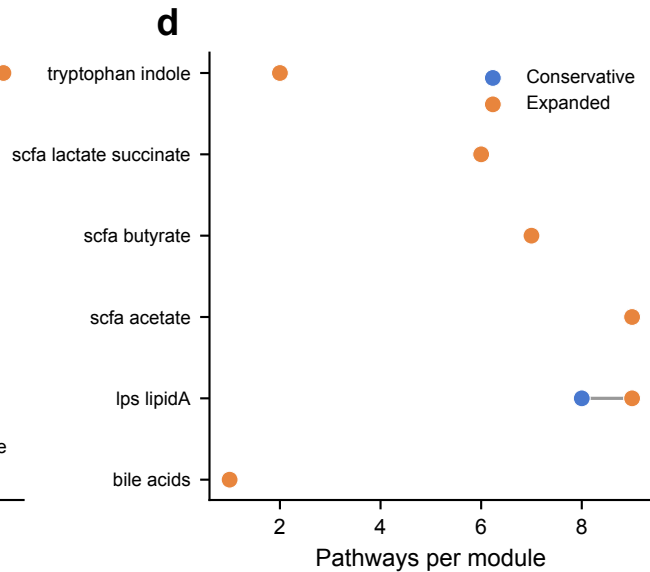 d
tryptophan indole
Conservative
Expanded
scfa lactate succinate
scfa butyrate
scfa acetate
lps lipidA
e
bile acids
2 4 6 8
Pathways per module